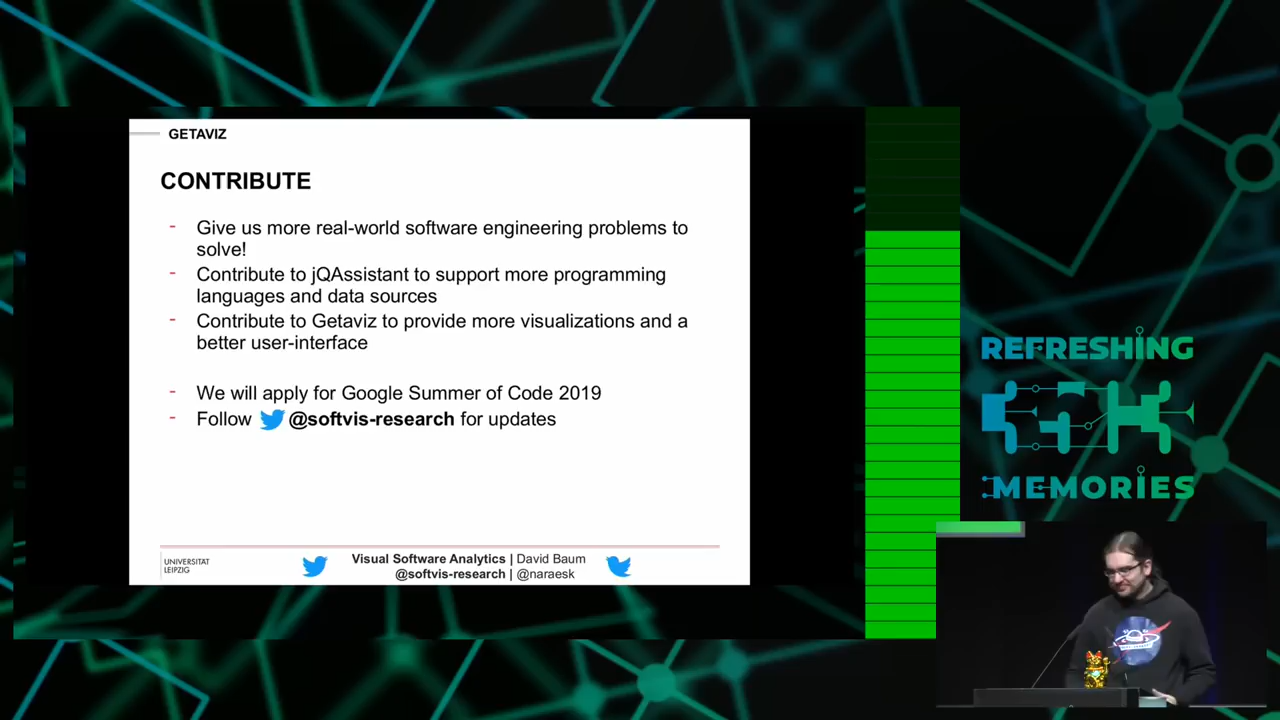 GETAVIZ
CONTRIBUTE
- Give us more real-world software engineering problems to
solve!
- Contribute to jQAssistant to support more programming
languages and data sources
- Contribute to Getaviz to provide more visualizations and a
better user-interface
- We will apply for Google Summer of Code 2019
- Follow @softvis-research for updates
UNIVERSITAT
LEIPZIG
Visual Software Analytics | David Baum
@softvis-research | @naraesk
REFRESHING
35C3
MEMORIES